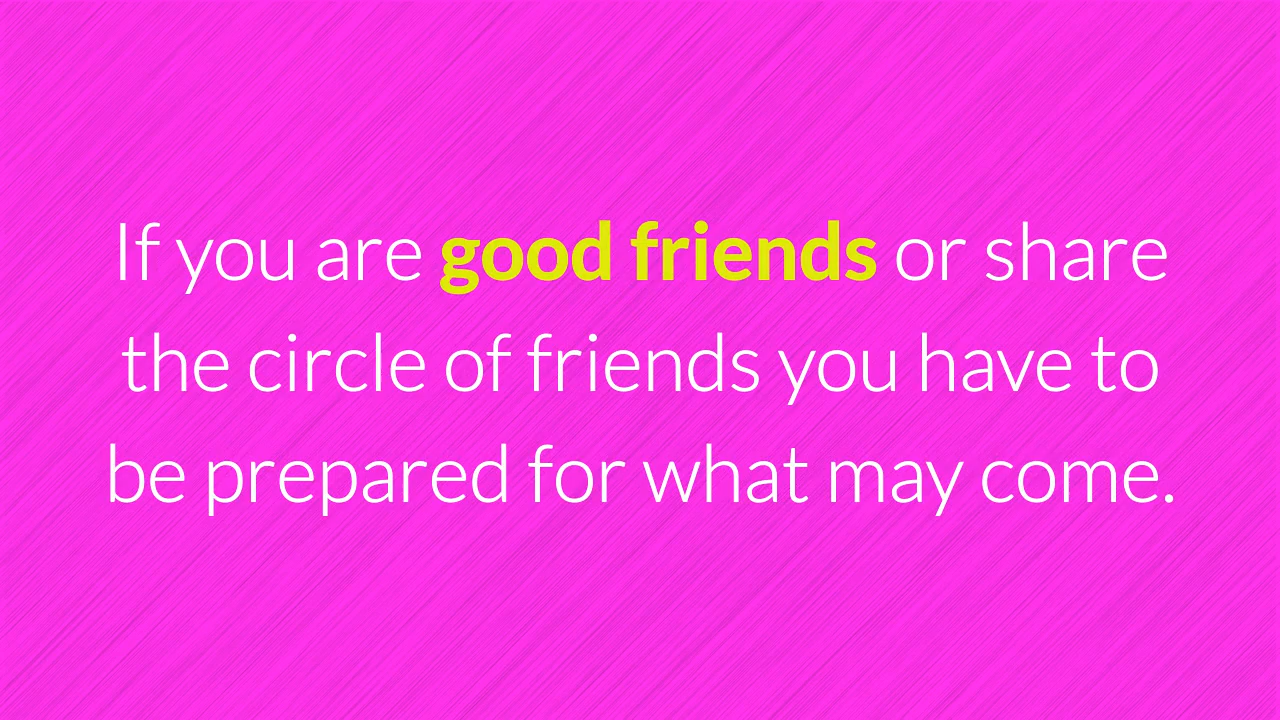 If you are good friends or share
the circle of friends you have to
be prepared for what may come.